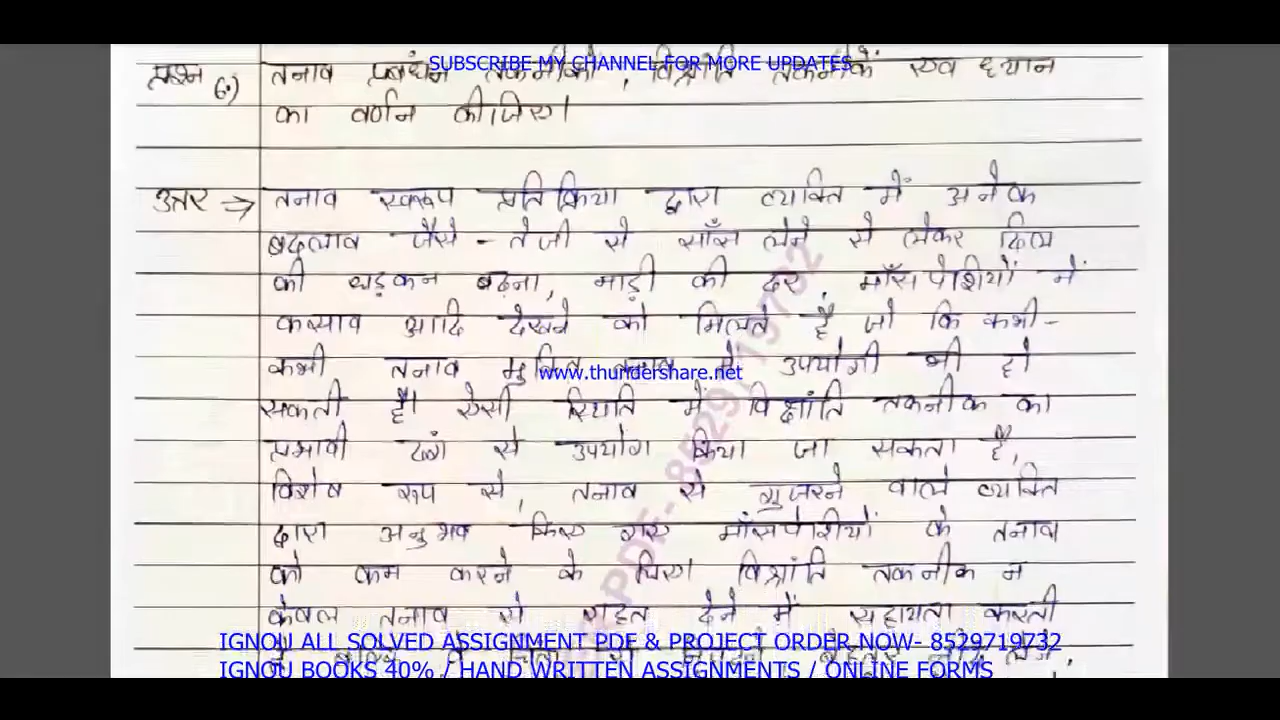 SUBSCRIBE MY CHANNEL FOR MORE UPDATES
प्रश्न 6.) तनाव प्रबंधन तकनीकों, विश्रांति तकनीकें एवं ध्यान
का वर्णन कीजिए।
उत्तर ⇒ तनाव स्वरूप प्रतिक्रिया द्वारा व्यक्ति में अनेक
बदलाव जैसे - तेजी से साँस लेने से लेकर दिल
की धड़कन बढ़ना, नाड़ी की दर, माँसपेशियों में
कसाव आदि देखने को मिलते हैं, जो कि कभी-
कभी तनाव मुक्ति में उपयोगी भी हो
www.thundershare.net
सकती है। ऐसी स्थिति में विश्रांति तकनीक का
प्रभावी ढंग से उपयोग किया जा सकता है,
विशेष रूप से, तनाव से गुजरने वाले व्यक्ति
द्वारा अनुभव किए गए माँसपेशियों के तनाव
को कम करने के लिए। विश्रांति तकनीक न
केवल तनाव से राहत देने में सहायता करती
PDF- 8529719732
IGNOU ALL SOLVED ASSIGNMENT PDF & PROJECT ORDER NOW- 8529719732
IGNOU BOOKS 40% / HAND WRITTEN ASSIGNMENTS / ONLINE FORMS